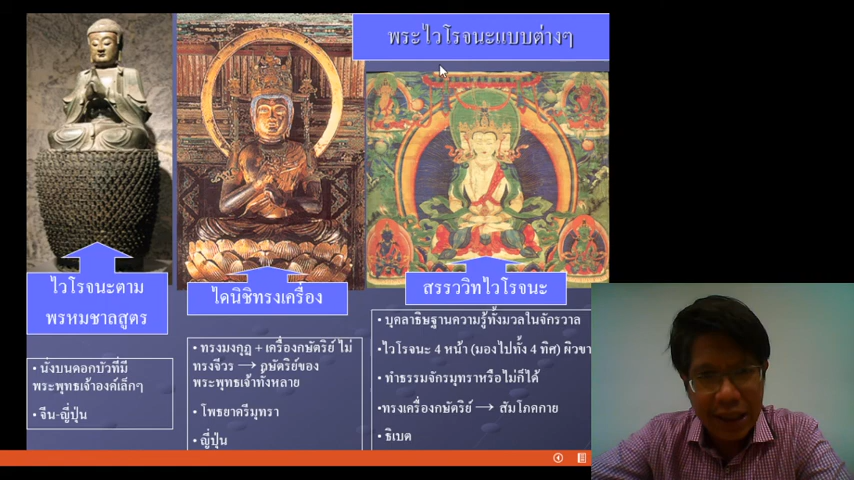 พระไวโรจนะแบบต่างๆ
ไวโรจนะตาม
พรหมชาลสูตร
• นั่งบนดอกบัวที่มี
พระพุทธเจ้าองค์เล็กๆ
• จีน-ญี่ปุ่น
ไดนิชิทรงเครื่อง
• ทรงมงกุฎ + เครื่องกษัตริย์ ไม่
ทรงจีวร → กษัตริย์ของ
พระพุทธเจ้าทั้งหลาย
• โพธยาครีมุทรา
• ญี่ปุ่น
สรรววิทไวโรจนะ
• บุคลาธิษฐานความรู้ทั้งมวลในจักรวาล
•ไวโรจนะ 4 หน้า (มองไปทั้ง 4 ทิศ) ผิวขา
• ทำธรรมจักรมุทราหรือไม่ก็ได้
•ทรงเครื่องกษัตริย์ → สัมโภคกาย
• ธิเบต